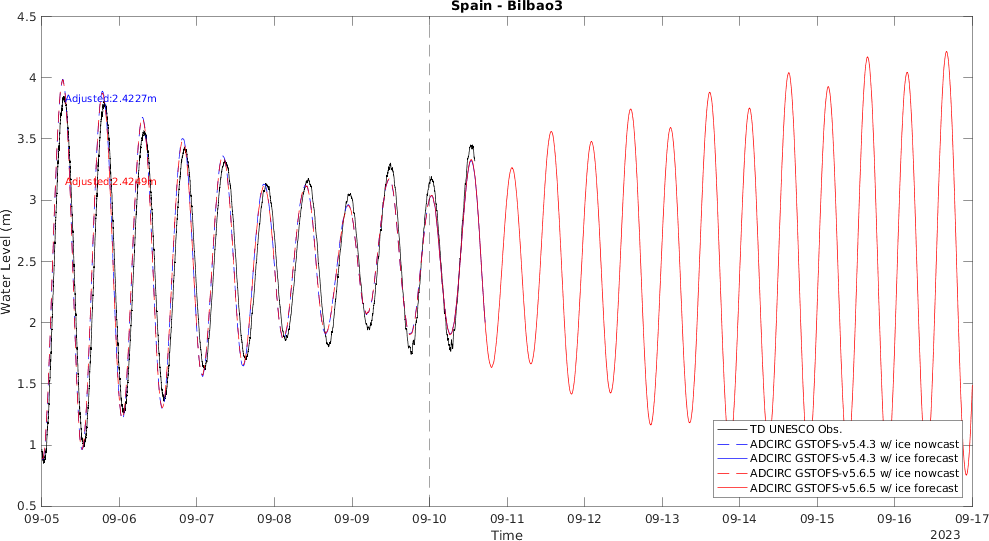 Spain - Bilbao3
4.5
4
3.5
3
2.5
2
1.5
1
0.5
Water Level (m)
Adjusted:2.4227m
Adjusted:2.4249m
TD UNESCO Obs.
ADCIRC GSTOFS-v5.4.3 w/ ice nowcast
ADCIRC GSTOFS-v5.4.3 w/ ice forecast
ADCIRC GSTOFS-v5.6.5 w/ ice nowcast
ADCIRC GSTOFS-v5.6.5 w/ ice forecast
09-05 09-06 09-07 09-08 09-09 09-10 09-11 09-12 09-13 09-14 09-15 09-16 09-17
Time
2023